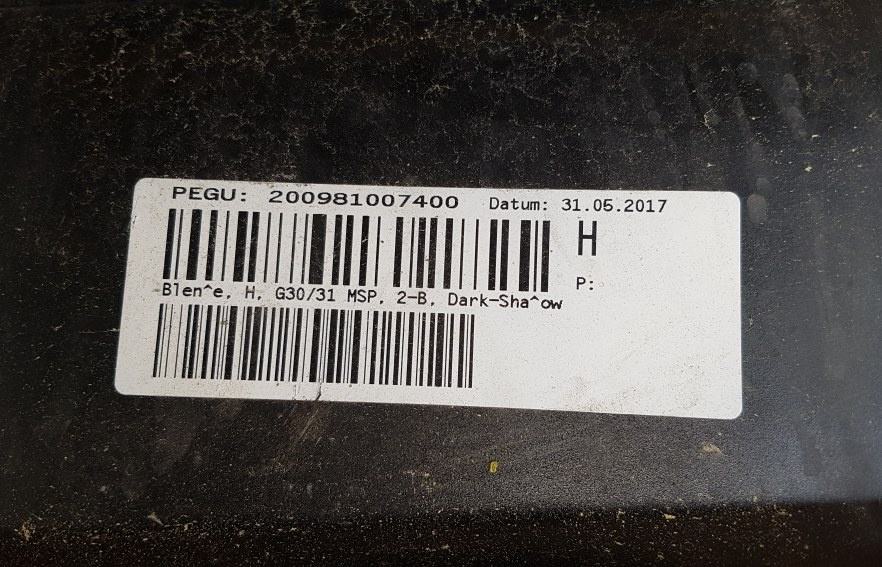 PEGU: 200981007400 Datum: 31.05.2017
H
P:
Blen^e, H, G30/31 MSP, 2-B, Dark-Sha^ow